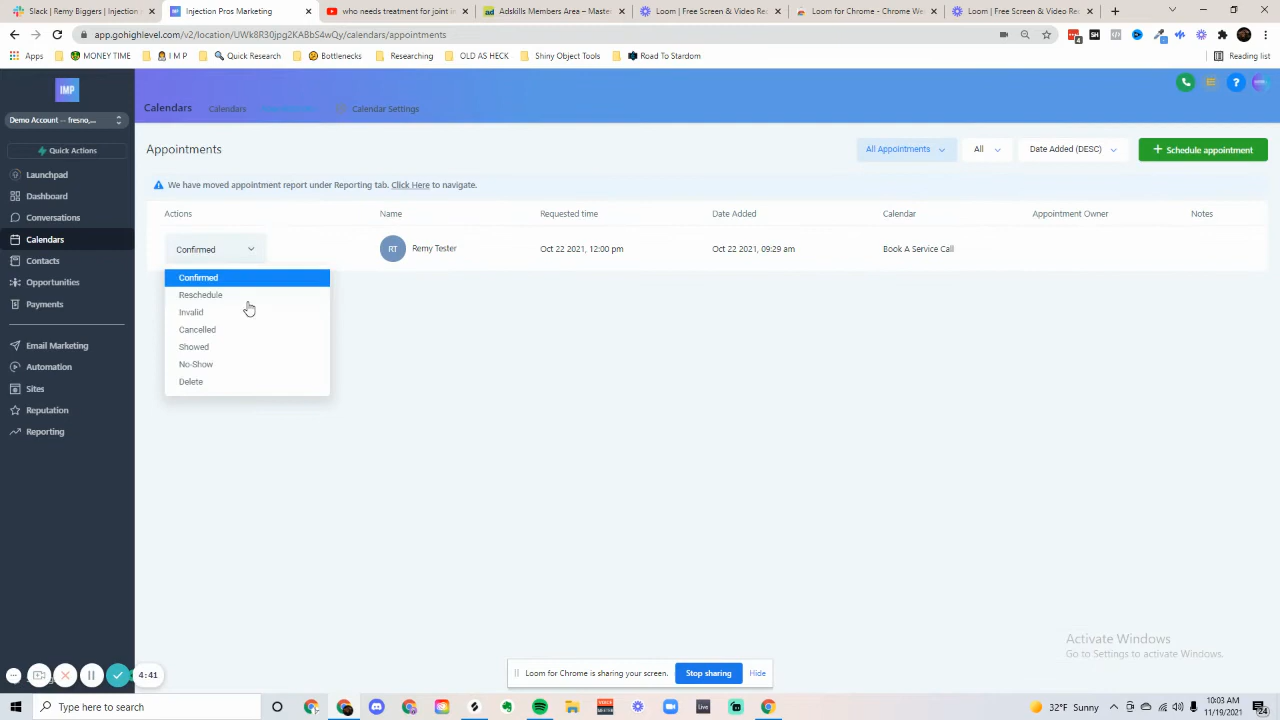 Slack | Remy Biggers | Injection
IMP Injection Pros Marketing
who needs treatment for joint in
Adskills Members Area – Master
Loom | Free Screen & Video Re
Loom for Chrome - Chrome We
Loom | Free Screen & Video Rec
app.gohighlevel.com/v2/location/UWk8R30jpg2KABbS4wQy/calendars/appointments
Apps
MONEY TIME
I M P
Quick Research
Bottlenecks
Researching
OLD AS HECK
Shiny Object Tools
Road To Stardom
Reading list
IMP
Demo Account -- fresno,...
Quick Actions
Launchpad
Dashboard
Conversations
Calendars
Contacts
Opportunities
Payments
Email Marketing
Automation
Sites
Reputation
Reporting
Calendars
Calendars
Calendar Settings
Appointments
All Appointments
All
Date Added (DESC)
+ Schedule appointment
We have moved appointment report under Reporting tab. Click Here to navigate.
Actions
Name
Requested time
Date Added
Calendar
Appointment Owner
Notes
Confirmed
RT
Remy Tester
Oct 22 2021, 12:00 pm
Oct 22 2021, 09:29 am
Book A Service Call
Confirmed
Reschedule
Invalid
Cancelled
Showed
No-Show
Delete
Activate Windows
Go to Settings to activate Windows.
4:41
Loom for Chrome is sharing your screen.
Stop sharing
Hide
Type here to search
Live
32°F Sunny
10:03 AM
11/19/2021
24